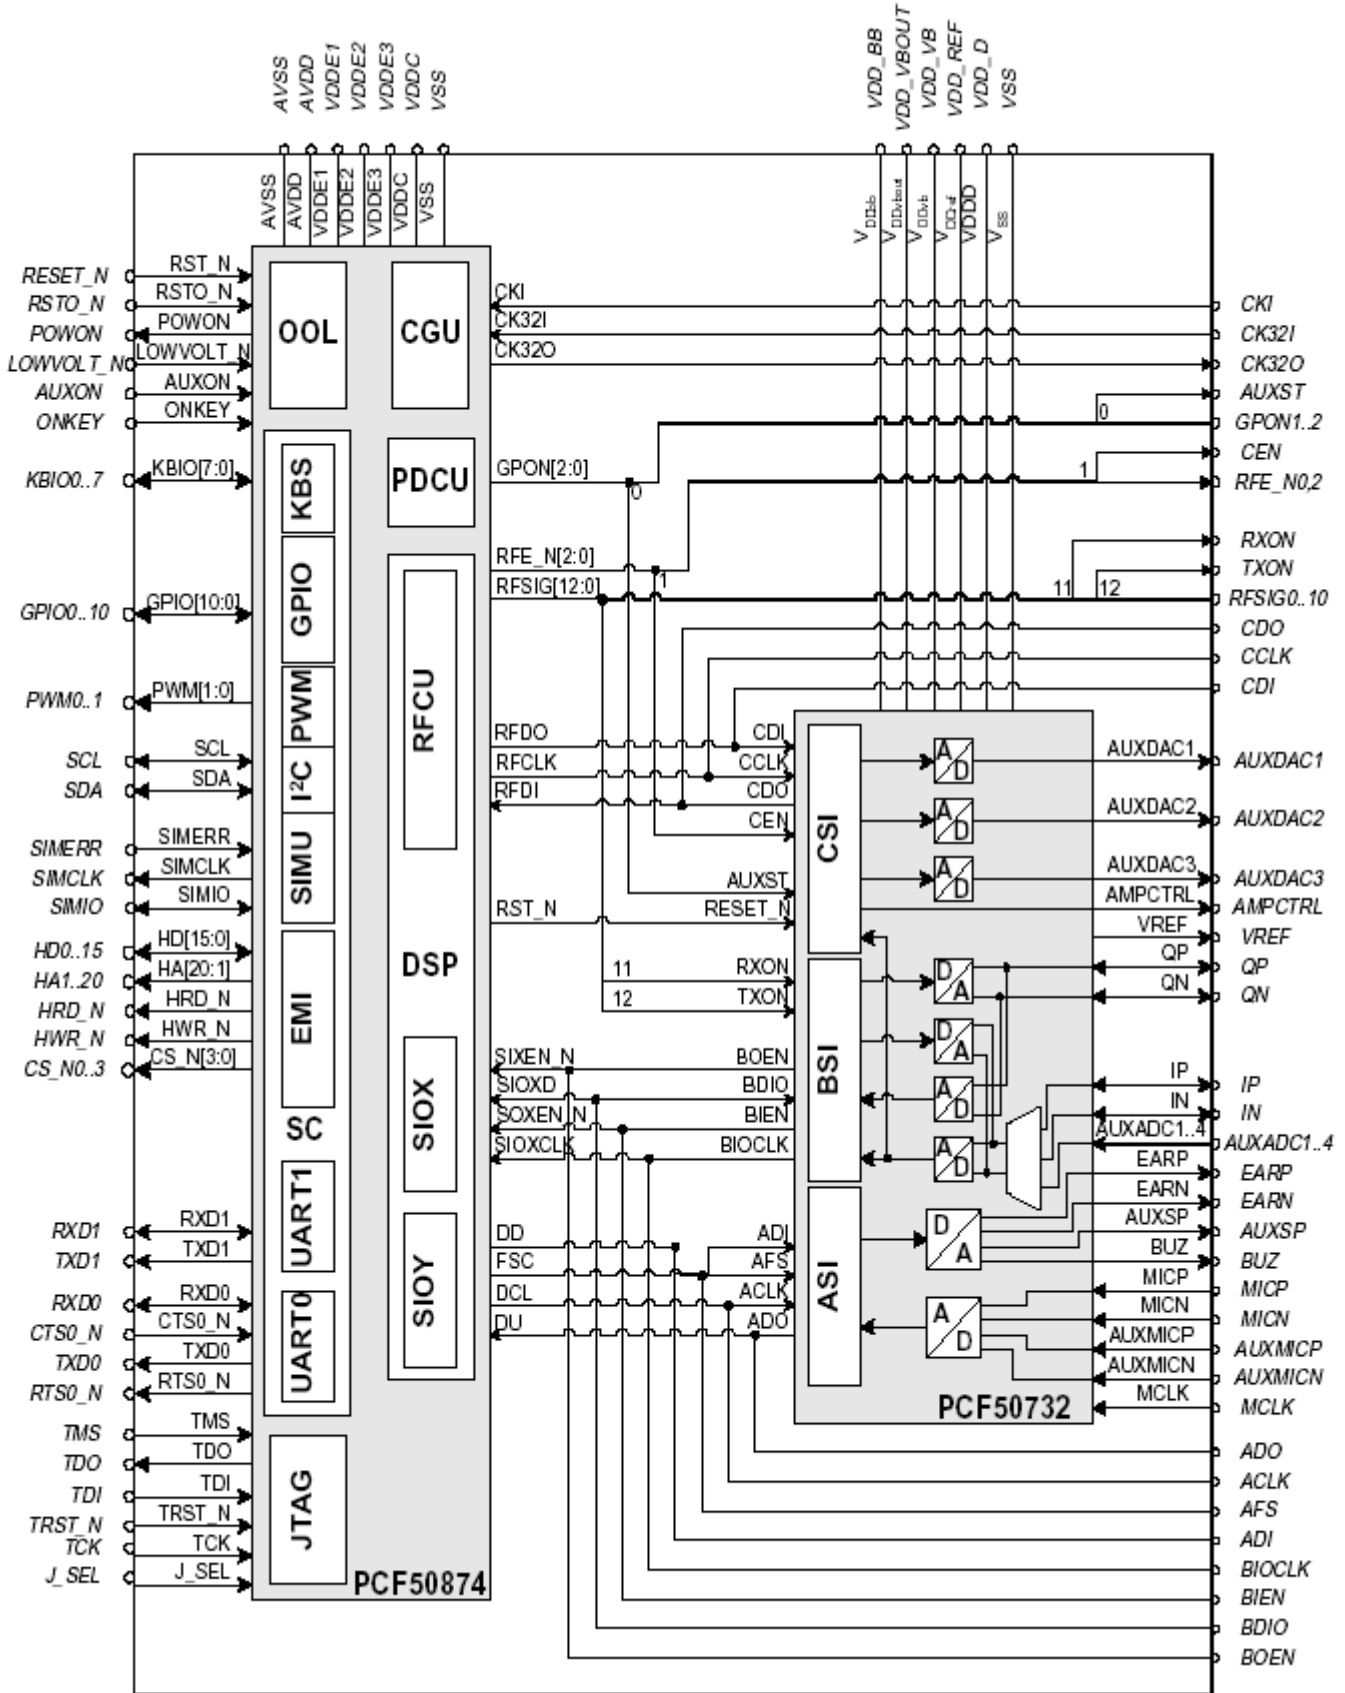 AVSS AVDD VDDE1 VDDE2 VDDE3 VDDC VSS
VDD_BB VDD_VBOUT VDD_VB VDD_REF VDD_D VSS
AVSS AVDD VDDE1 VDDE2 VDDE3 VDDC VSS
VDDbb VDDvbout VDDvb VDDref VDDD VSS
RESET_N RST_N
RSTO_N RSTO_N
POWON POWON
LOWVOLT_N LOWVOLT_N
AUXON AUXON
ONKEY ONKEY
KBIO0..7 KBIO[7:0]
GPIO0..10 GPIO[10:0]
PWM0..1 PWM[1:0]
SCL SCL
SDA SDA
SIMERR SIMERR
SIMCLK SIMCLK
SIMIO SIMIO
HD0..15 HD[15:0]
HA1..20 HA[20:1]
HRD_N HRD_N
HWR_N HWR_N
CS_N0..3 CS_N[3:0]
RXD1 RXD1
TXD1 TXD1
RXD0 RXD0
CTS0_N CTS0_N
TXD0 TXD0
RTS0_N RTS0_N
TMS TMS
TDO TDO
TDI TDI
TRST_N TRST_N
TCK TCK
J_SEL J_SEL
OOL
CGU
KBS
PDCU
GPIO
PWM
I²C
SIMU
EMI
SC
UART1
UART0
JTAG
RFCU
DSP
SIOX
SIOY
PCF50874
CKI
CK32I
CK32O
GPON[2:0]
0
RFE_N[2:0]
1
RFSIG[12:0]
RFDO
RFCLK
RFDI
RST_N
11
12
SIXEN_N
SIOXD
SOXEN_N
SIOXCLK
DD
FSC
DCL
DU
0
1
11 12
CDI
CCLK
CDO
CEN
AUXST
RESET_N
RXON
TXON
BOEN
BDIO
BIEN
BIOCLK
ADI
AFS
ACLK
ADO
CSI
BSI
ASI
A D
A D
A D
D A
D A
A D
A D
D A
A D
PCF50732
AUXDAC1
AUXDAC2
AUXDAC3
AMPCTRL
VREF
QP
QN
IP
IN
AUXADC1..4
EARP
EARN
AUXSP
BUZ
MICP
MICN
AUXMICP
AUXMICN
MCLK
CKI
CK32I
CK32O
AUXST
GPON1..2
CEN
RFE_N0,2
RXON
TXON
RFSIG0..10
CDO
CCLK
CDI
AUXDAC1
AUXDAC2
AUXDAC3
AMPCTRL
VREF
QP
QN
IP
IN
AUXADC1..4
EARP
EARN
AUXSP
BUZ
MICP
MICN
AUXMICP
AUXMICN
MCLK
ADO
ACLK
AFS
ADI
BIOCLK
BIEN
BDIO
BOEN